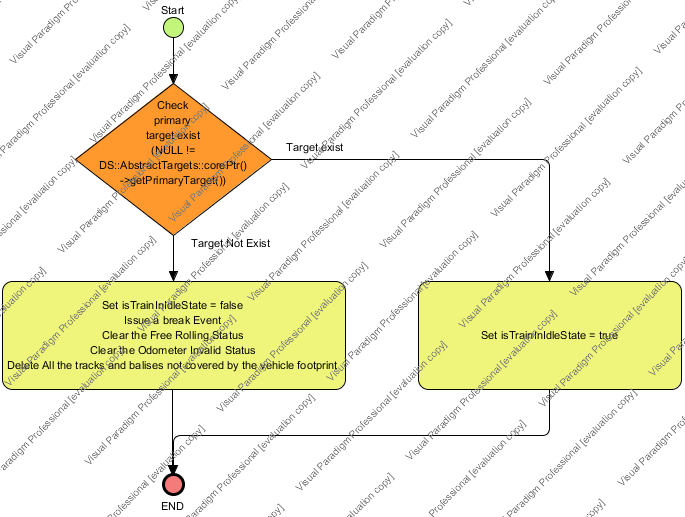 Start
Check
primary
target exist
(NULL !=
DS::AbstractTargets::corePtr()
->getPrimaryTarget())
Target exist
Target Not Exist
Set isTrainInIdleState = false
Issue a break Event
Clear the Free Rolling Status
Clear the Odometer Invalid Status
Delete All the tracks and balises not covered by the vehicle footprint
Set isTrainInIdleState = true
END
Visual Paradigm Professional [evaluation copy]